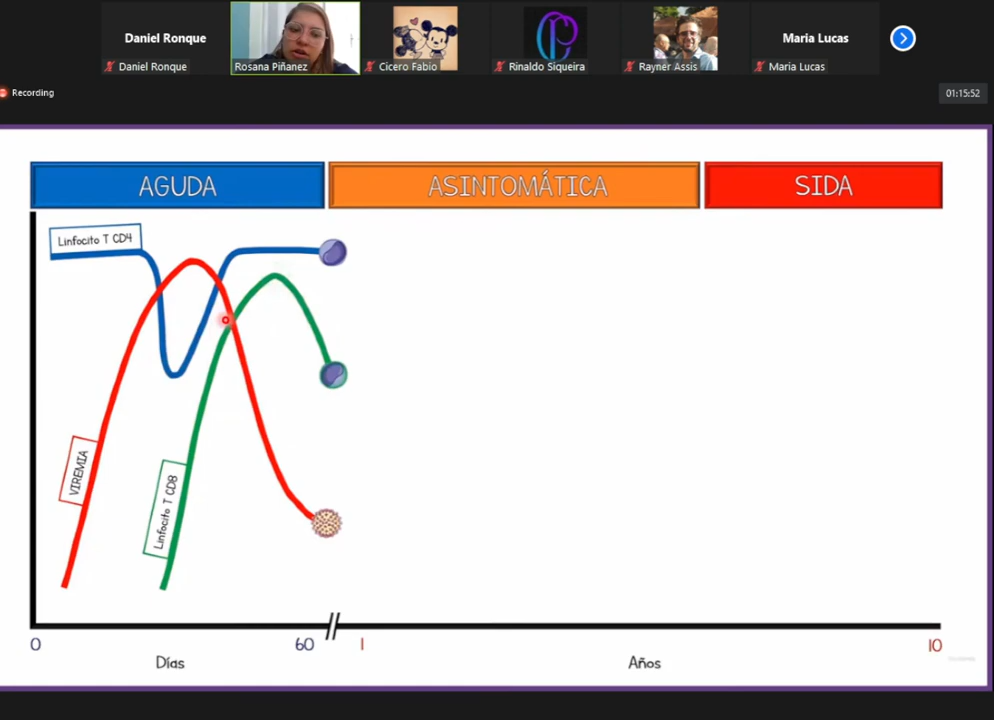 Daniel Ronque
Maria Lucas
Daniel Ronque
Rosana Piñanez
Cicero Fabio
Rinaldo Siqueira
Rayner Assis
Maria Lucas
Recording
01:15:52
AGUDA
ASINTOMÁTICA
SIDA
Linfocito T CD4
VIREMIA
Linfocito T CD8
0
60
1
10
Días
Años